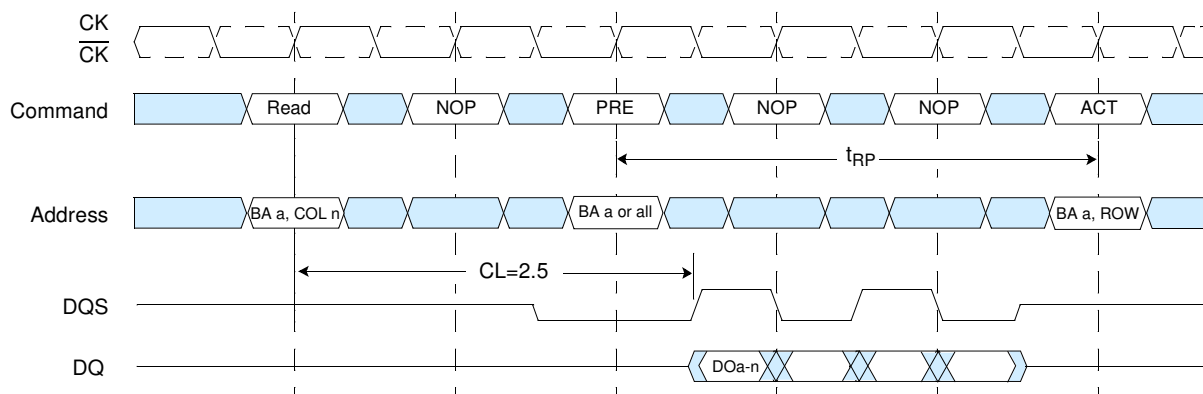 CK
CK
Command Read NOP PRE NOP NOP ACT
tRP
Address BA a, COL n BA a or all BA a, ROW
CL=2.5
DQS
DQ DOa-n